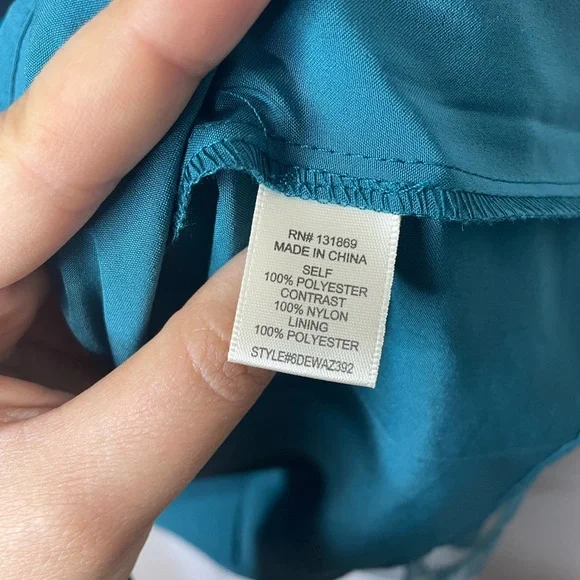 RN# 131869
MADE IN CHINA
SELF
100% POLYESTER
CONTRAST
100% NYLON
LINING
100% POLYESTER
STYLE#6DEWAZ392